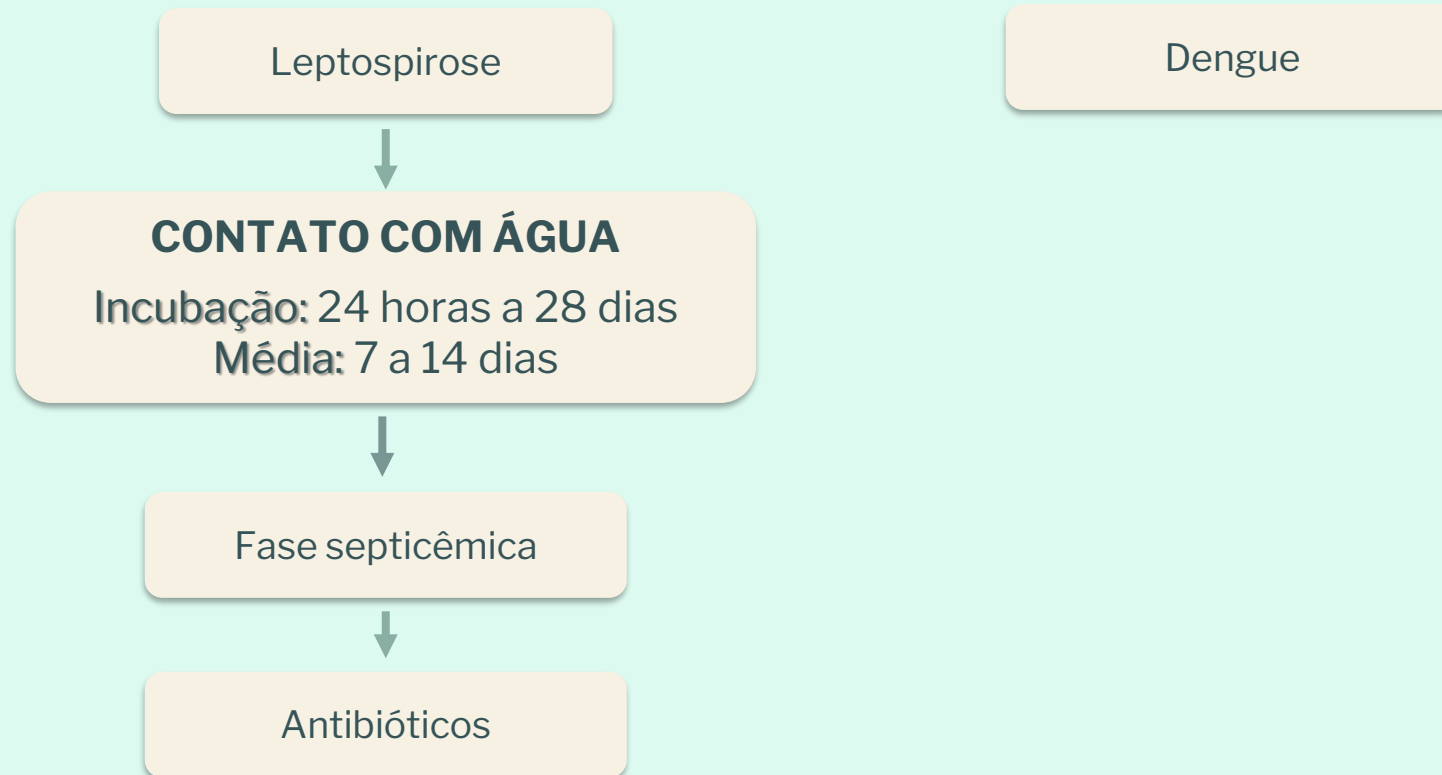 Leptospirose
Dengue
CONTATO COM ÁGUA
Incubação: 24 horas a 28 dias
Média: 7 a 14 dias
Fase septicêmica
Antibióticos